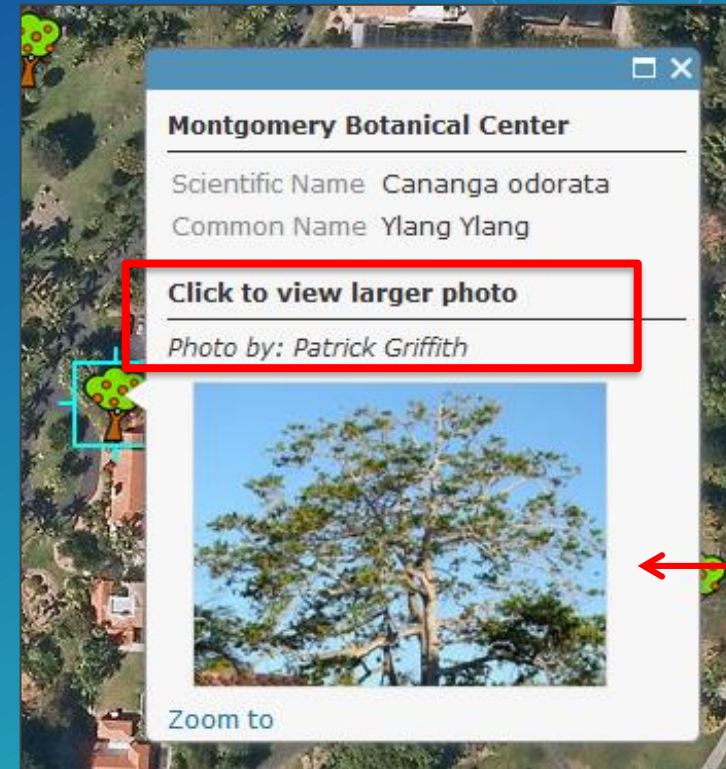 Montgomery Botanical Center
Scientific Name Cananga odorata
Common Name Ylang Ylang
Click to view larger photo
Photo by: Patrick Griffith
Zoom to